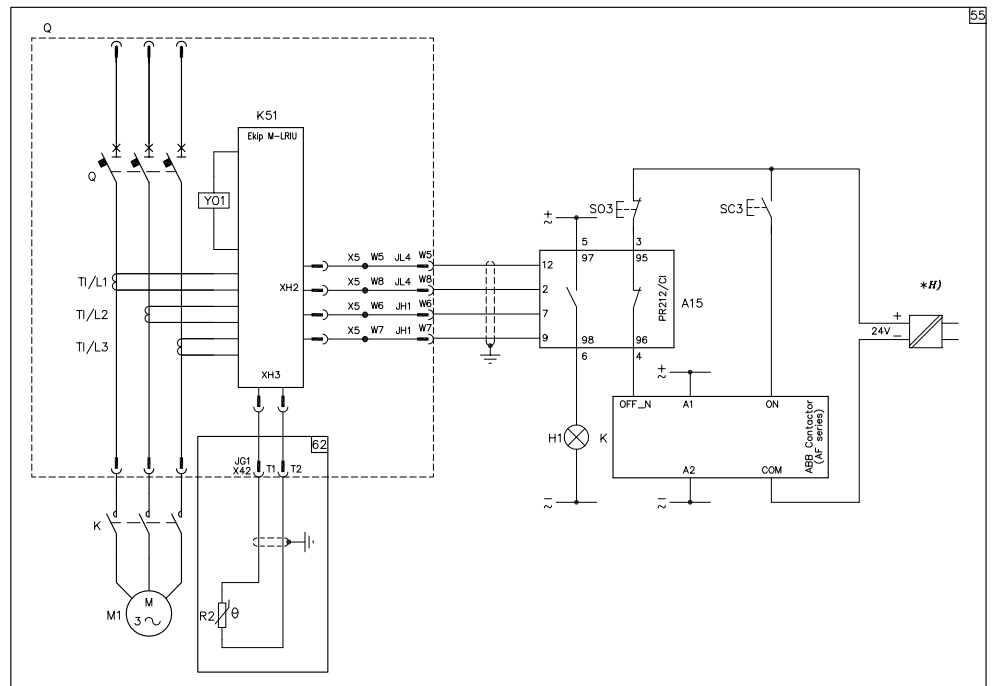 55
Q
K51
Ekip M-LRIU
Q
YO1
SO3
SC3
+
~
5
3
X5 W5 JL4 W5
12
97
95
TI/L1
XH2
X5 W8 JL4 W8
2
PR212/CI
A15
*H)
TI/L2
X5 W6 JH1 W6
7
+
24V
–
TI/L3
X5 W7 JH1 W7
9
98
96
6
4
XH3
+
~
OFF_N
A1
ON
62
H1
K
ABB Contactor
(AF series)
JG1
X42
T1
T2
A2
COM
–
~
–
~
K
M1
M
3 ~
R2
θ